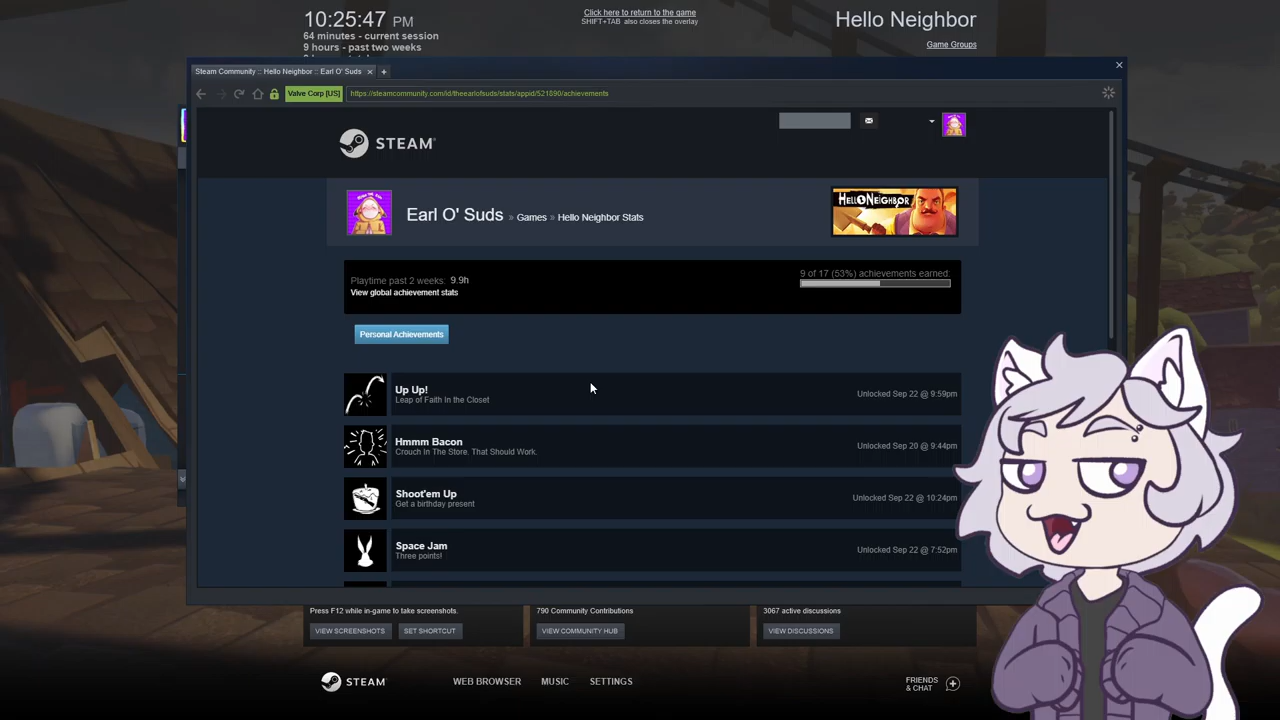 10:25:47 PM
64 minutes - current session
9 hours - past two weeks
Click here to return to the game
SHIFT+TAB also closes the overlay
Hello Neighbor
Game Groups
Steam Community :: Hello Neighbor :: Earl O' Suds
Valve Corp [US]
https://steamcommunity.com/id/theearlofsuds/stats/appid/521890/achievements
STEAM
Earl O' Suds » Games » Hello Neighbor Stats
HELLO NEIGHBOR
Playtime past 2 weeks: 9.9h
View global achievement stats
9 of 17 (53%) achievements earned:
Personal Achievements
Up Up!
Leap of Faith In the Closet
Unlocked Sep 22 @ 9:59pm
Hmmm Bacon
Crouch In The Store. That Should Work.
Unlocked Sep 20 @ 9:44pm
Shoot'em Up
Get a birthday present
Unlocked Sep 22 @ 10:24pm
Space Jam
Three points!
Unlocked Sep 22 @ 7:52pm
Press F12 while in-game to take screenshots.
VIEW SCREENSHOTS
SET SHORTCUT
790 Community Contributions
VIEW COMMUNITY HUB
3067 active discussions
VIEW DISCUSSIONS
STEAM
WEB BROWSER
MUSIC
SETTINGS
FRIENDS
& CHAT